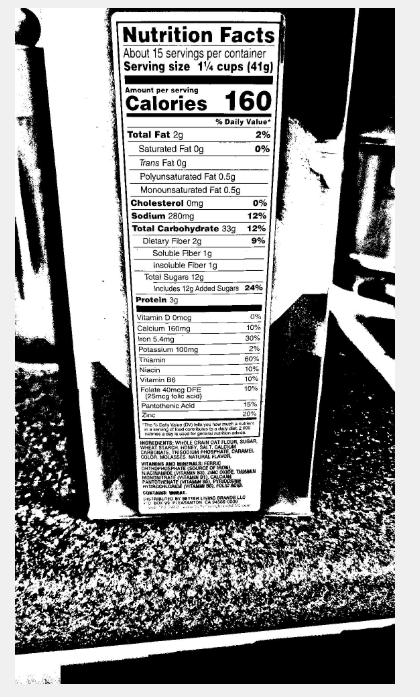 Nutrition Facts
About 15 servings per container
Serving size 1¼ cups (41g)
Amount per serving
Calories 160
% Daily Value*
Total Fat 2g 2%
Saturated Fat 0g 0%
Trans Fat 0g
Polyunsaturated Fat 0.5g
Monounsaturated Fat 0.5g
Cholesterol 0mg 0%
Sodium 280mg 12%
Total Carbohydrate 33g 12%
Dietary Fiber 2g 9%
Soluble Fiber 1g
Insoluble Fiber 1g
Total Sugars 12g
Includes 12g Added Sugars 24%
Protein 3g
Vitamin D 0mcg 0%
Calcium 160mg 10%
Iron 5.4mg 30%
Potassium 100mg 2%
Thiamin 60%
Niacin 10%
Vitamin B6 10%
Folate 40mcg DFE 10%
(25mcg folic acid)
Pantothenic Acid 15%
Zinc 20%
*The % Daily Value (DV) tells you how much a nutrient
in a serving of food contributes to a daily diet. 2,000
calories a day is used for general nutrition advice.
INGREDIENTS: WHOLE GRAIN OAT FLOUR, SUGAR,
WHEAT STARCH, HONEY, SALT, CALCIUM
CARBONATE, TRISODIUM PHOSPHATE, CARAMEL
COLOR, MOLASSES, NATURAL FLAVOR.
VITAMINS AND MINERALS: FERRIC
ORTHOPHOSPHATE (SOURCE OF IRON),
NIACINAMIDE (VITAMIN B3), ZINC OXIDE, THIAMIN
MONONITRATE (VITAMIN B1), CALCIUM
PANTOTHENATE (VITAMIN B5), PYRIDOXINE
HYDROCHLORIDE (VITAMIN B6), FOLIC ACID.
CONTAINS WHEAT.
DISTRIBUTED BY BETTER LIVING BRANDS LLC
P.O. BOX 99, PLEASANTON, CA 94566-0009